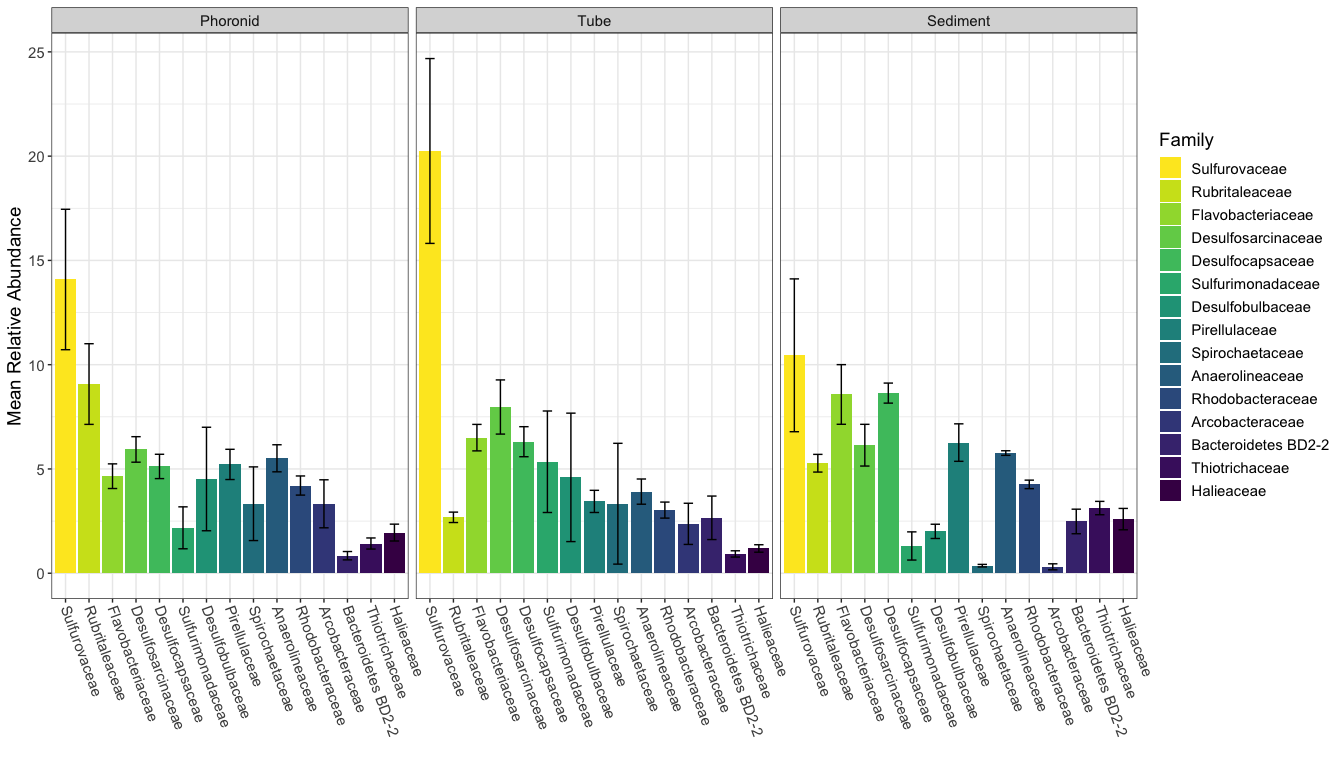 Phoronid
Tube
Sediment
Mean Relative Abundance
25
20
15
10
5
0
Sulfurovaceae
Rubritaleaceae
Flavobacteriaceae
Desulfosarcinaceae
Desulfocapsaceae
Sulfurimonadaceae
Desulfobulbaceae
Pirellulaceae
Spirochaetaceae
Anaerolineaceae
Rhodobacteraceae
Arcobacteraceae
Bacteroidetes BD2-2
Thiotrichaceae
Halieaceae
Sulfurovaceae
Rubritaleaceae
Flavobacteriaceae
Desulfosarcinaceae
Desulfocapsaceae
Sulfurimonadaceae
Desulfobulbaceae
Pirellulaceae
Spirochaetaceae
Anaerolineaceae
Rhodobacteraceae
Arcobacteraceae
Bacteroidetes BD2-2
Thiotrichaceae
Halieaceae
Sulfurovaceae
Rubritaleaceae
Flavobacteriaceae
Desulfosarcinaceae
Desulfocapsaceae
Sulfurimonadaceae
Desulfobulbaceae
Pirellulaceae
Spirochaetaceae
Anaerolineaceae
Rhodobacteraceae
Arcobacteraceae
Bacteroidetes BD2-2
Thiotrichaceae
Halieaceae
Family
Sulfurovaceae
Rubritaleaceae
Flavobacteriaceae
Desulfosarcinaceae
Desulfocapsaceae
Sulfurimonadaceae
Desulfobulbaceae
Pirellulaceae
Spirochaetaceae
Anaerolineaceae
Rhodobacteraceae
Arcobacteraceae
Bacteroidetes BD2-2
Thiotrichaceae
Halieaceae